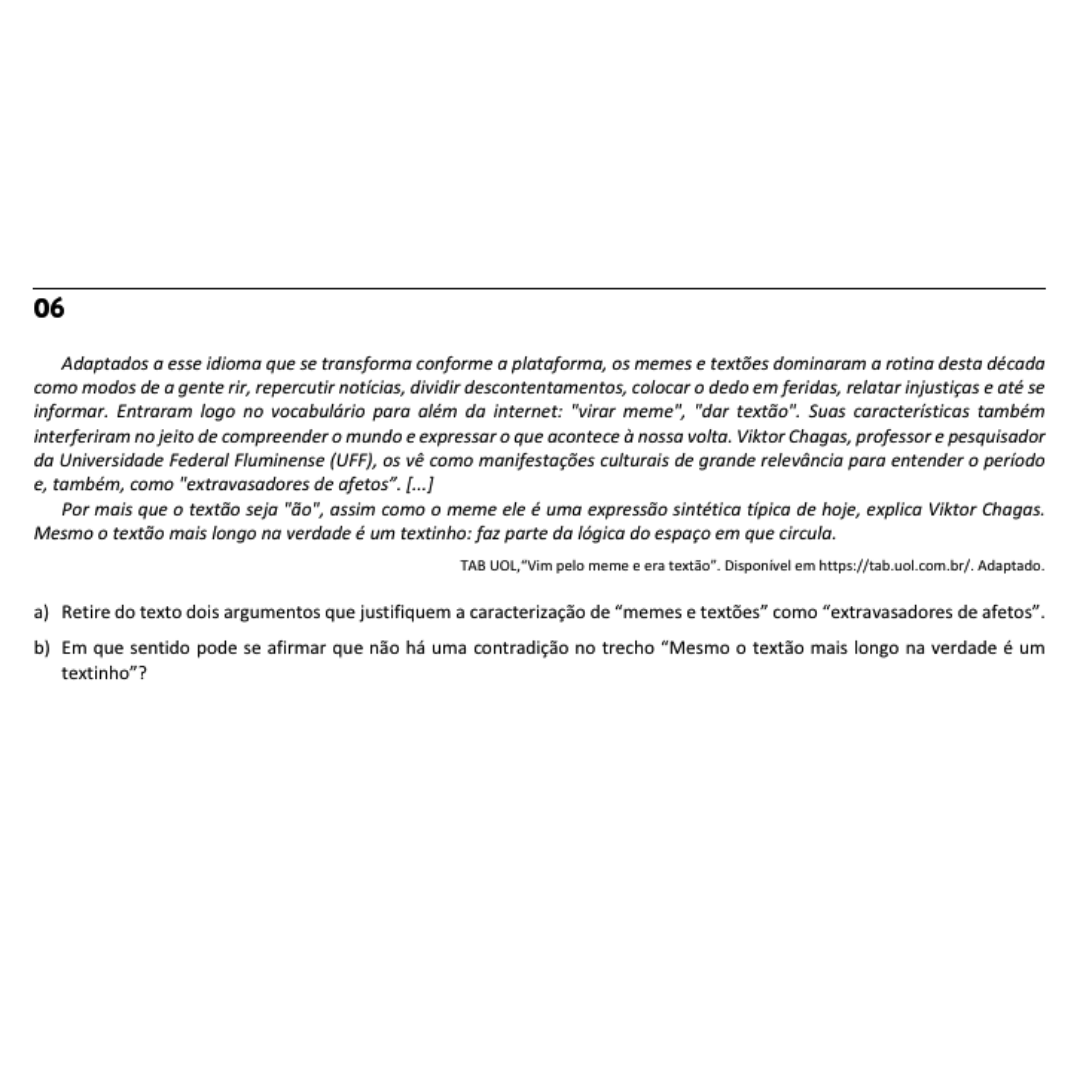 06
Adaptados a esse idioma que se transforma conforme a plataforma, os memes e textões dominaram a rotina desta década
como modos de a gente rir, repercutir notícias, dividir descontentamentos, colocar o dedo em feridas, relatar injustiças e até se
informar. Entraram logo no vocabulário para além da internet: "virar meme", "dar textão". Suas características também
interferiram no jeito de compreender o mundo e expressar o que acontece à nossa volta. Viktor Chagas, professor e pesquisador
da Universidade Federal Fluminense (UFF), os vê como manifestações culturais de grande relevância para entender o período
e, também, como "extravasadores de afetos”. [...]
Por mais que o textão seja "ão", assim como o meme ele é uma expressão sintética típica de hoje, explica Viktor Chagas.
Mesmo o textão mais longo na verdade é um textinho: faz parte da lógica do espaço em que circula.
TAB UOL,“Vim pelo meme e era textão”. Disponível em https://tab.uol.com.br/. Adaptado.
a) Retire do texto dois argumentos que justifiquem a caracterização de “memes e textões” como “extravasadores de afetos”.
b) Em que sentido pode se afirmar que não há uma contradição no trecho “Mesmo o textão mais longo na verdade é um
textinho”?